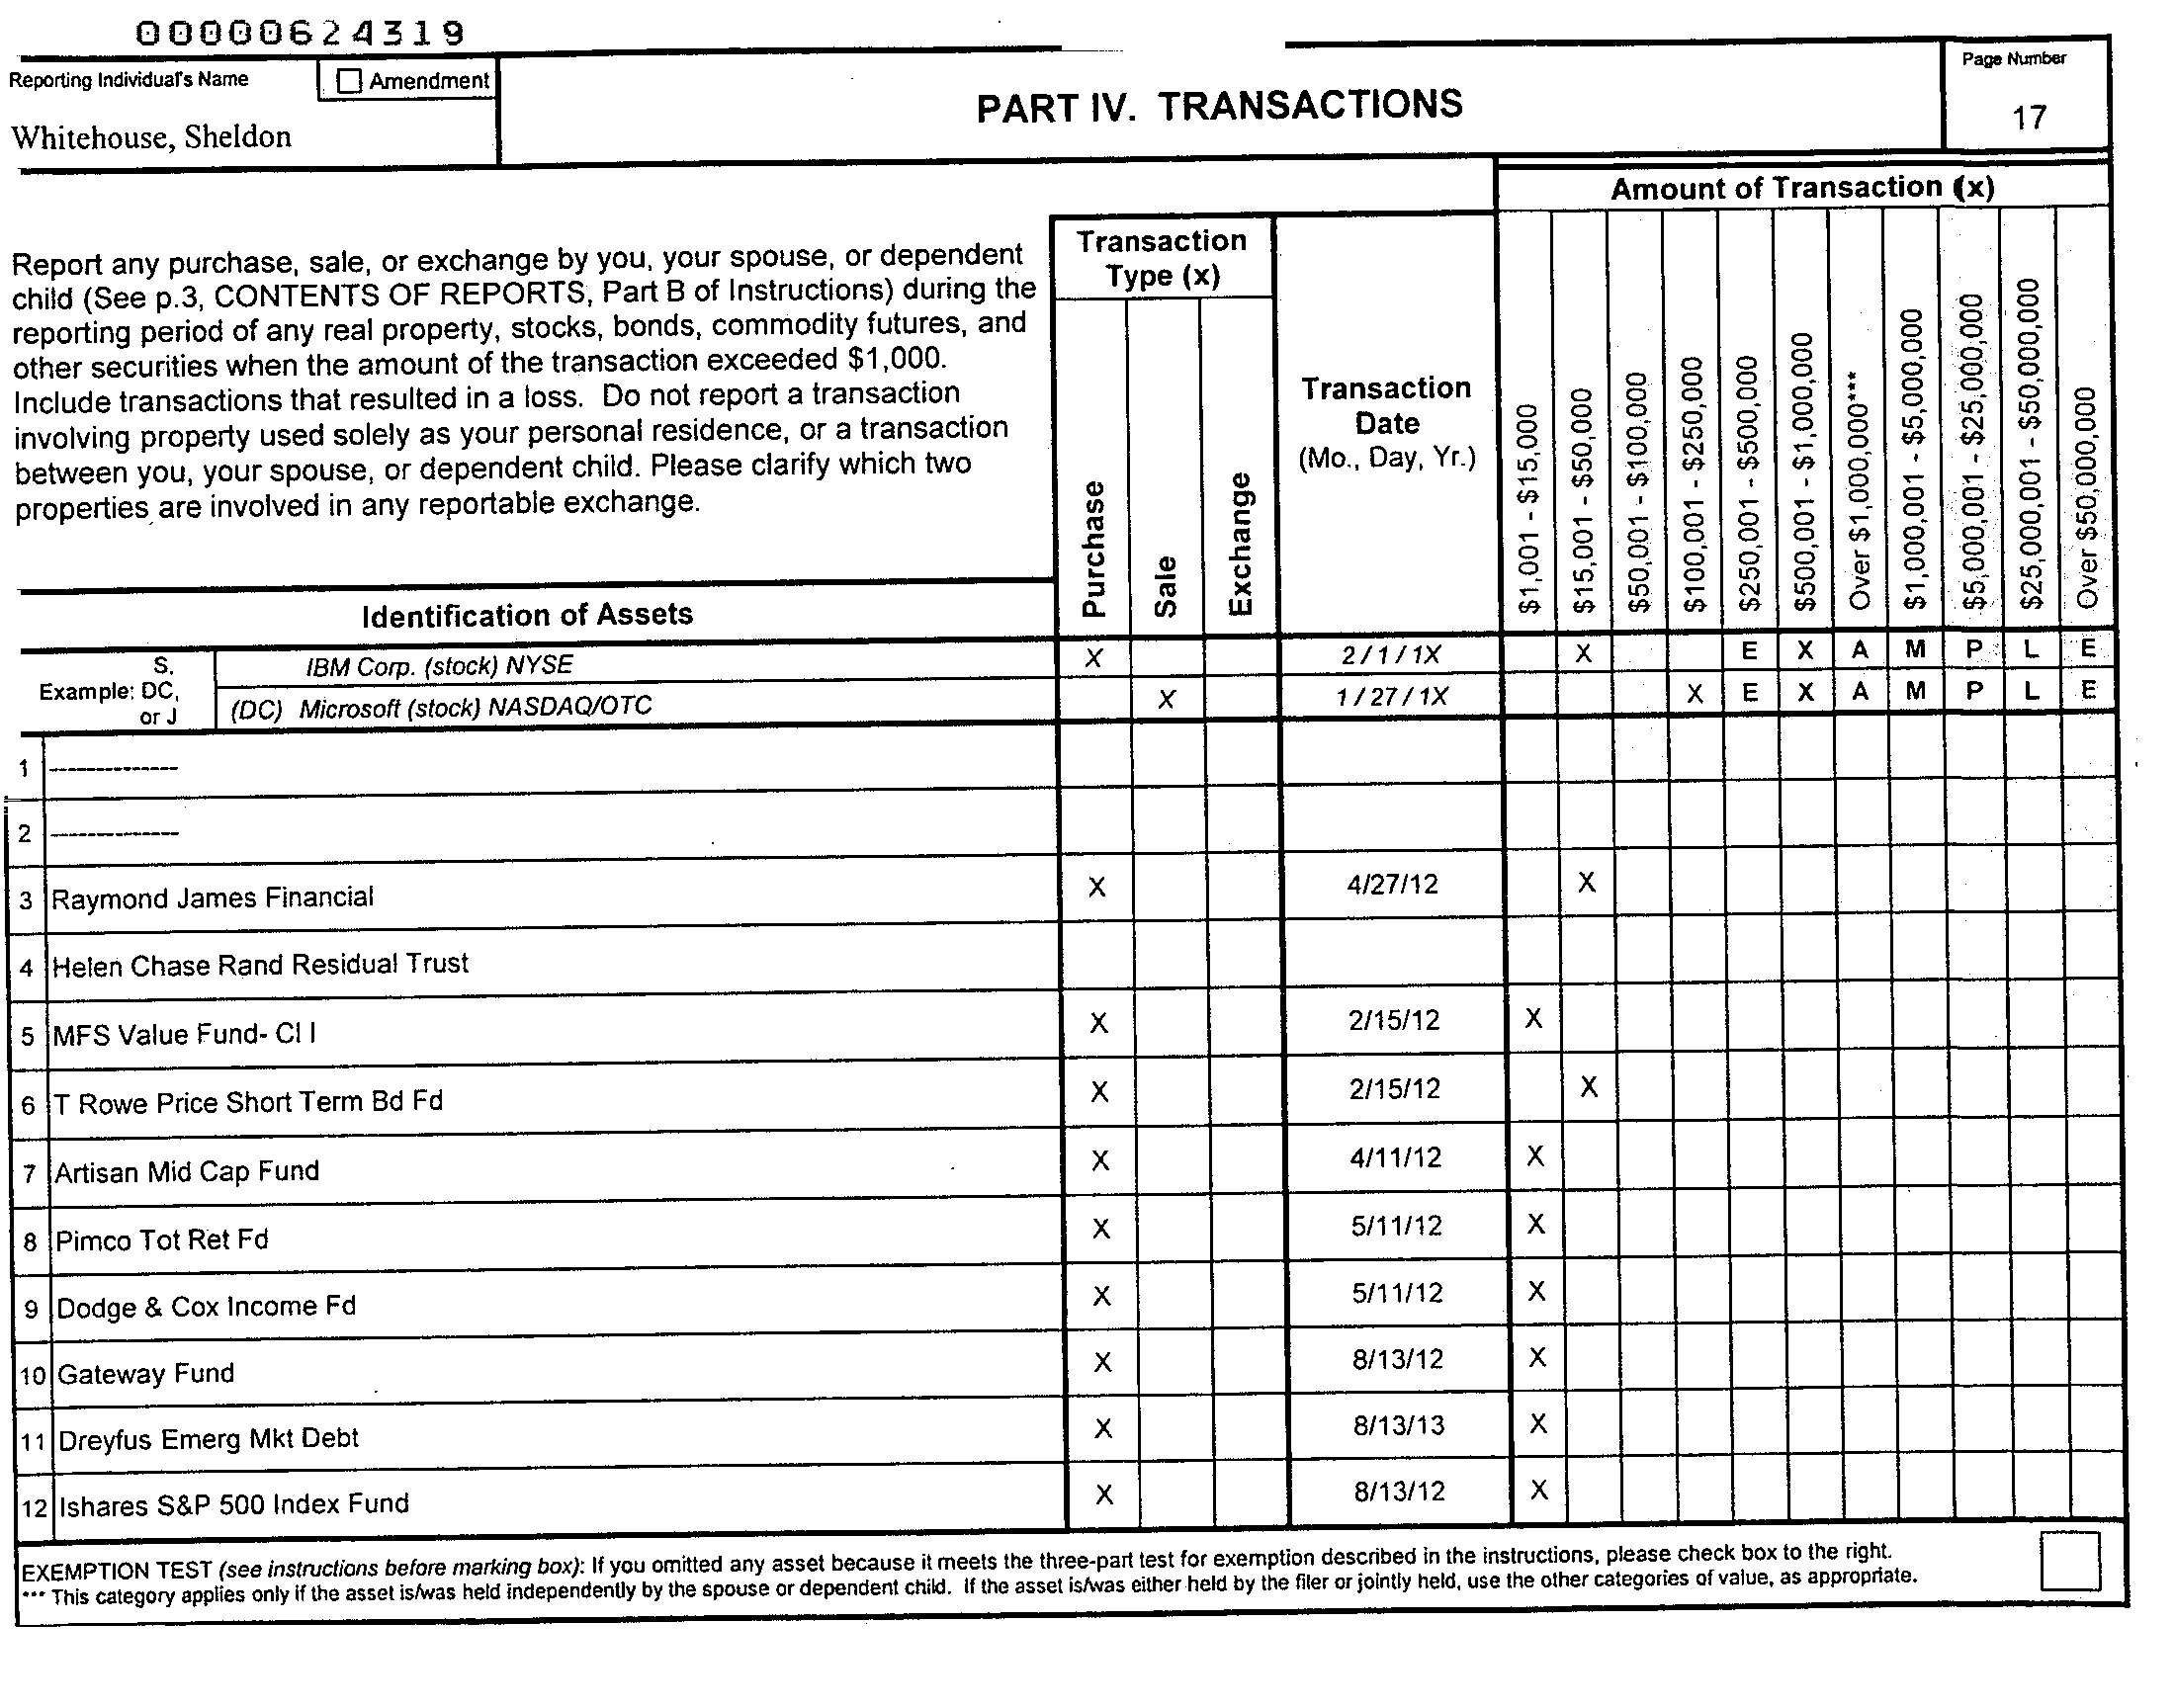 00000624319
Reporting Individual's Name
☐ Amendment
Whitehouse, Sheldon
PART IV. TRANSACTIONS
Page Number
17
Report any purchase, sale, or exchange by you, your spouse, or dependent
child (See p.3, CONTENTS OF REPORTS, Part B of Instructions) during the
reporting period of any real property, stocks, bonds, commodity futures, and
other securities when the amount of the transaction exceeded $1,000.
Include transactions that resulted in a loss. Do not report a transaction
involving property used solely as your personal residence, or a transaction
between you, your spouse, or dependent child. Please clarify which two
properties are involved in any reportable exchange.
Identification of Assets
Transaction
Type (x)
Purchase
Sale
Exchange
Transaction
Date
(Mo., Day, Yr.)
Amount of Transaction (x)
$1,001 - $15,000
$15,001 - $50,000
$50,001 - $100,000
$100,001 - $250,000
$250,001 - $500,000
$500,001 - $1,000,000
Over $1,000,000***
$1,000,001 - $5,000,000
$5,000,001 - $25,000,000
$25,000,001 - $50,000,000
Over $50,000,000
Example:
S,
DC,
or J
IBM Corp. (stock) NYSE X 2 / 1 / 1X X E X A M P L E
(DC) Microsoft (stock) NASDAQ/OTC X 1 / 27 / 1X X E X A M P L E
1 --------------
2 --------------
3 Raymond James Financial X 4/27/12 X
4 Helen Chase Rand Residual Trust
5 MFS Value Fund- Cl I X 2/15/12 X
6 T Rowe Price Short Term Bd Fd X 2/15/12 X
7 Artisan Mid Cap Fund X 4/11/12 X
8 Pimco Tot Ret Fd X 5/11/12 X
9 Dodge & Cox Income Fd X 5/11/12 X
10 Gateway Fund X 8/13/12 X
11 Dreyfus Emerg Mkt Debt X 8/13/13 X
12 Ishares S&P 500 Index Fund X 8/13/12 X
EXEMPTION TEST (see instructions before marking box): If you omitted any asset because it meets the three-part test for exemption described in the instructions, please check box to the right.
*** This category applies only if the asset is/was held independently by the spouse or dependent child. If the asset is/was either held by the filer or jointly held, use the other categories of value, as appropriate.